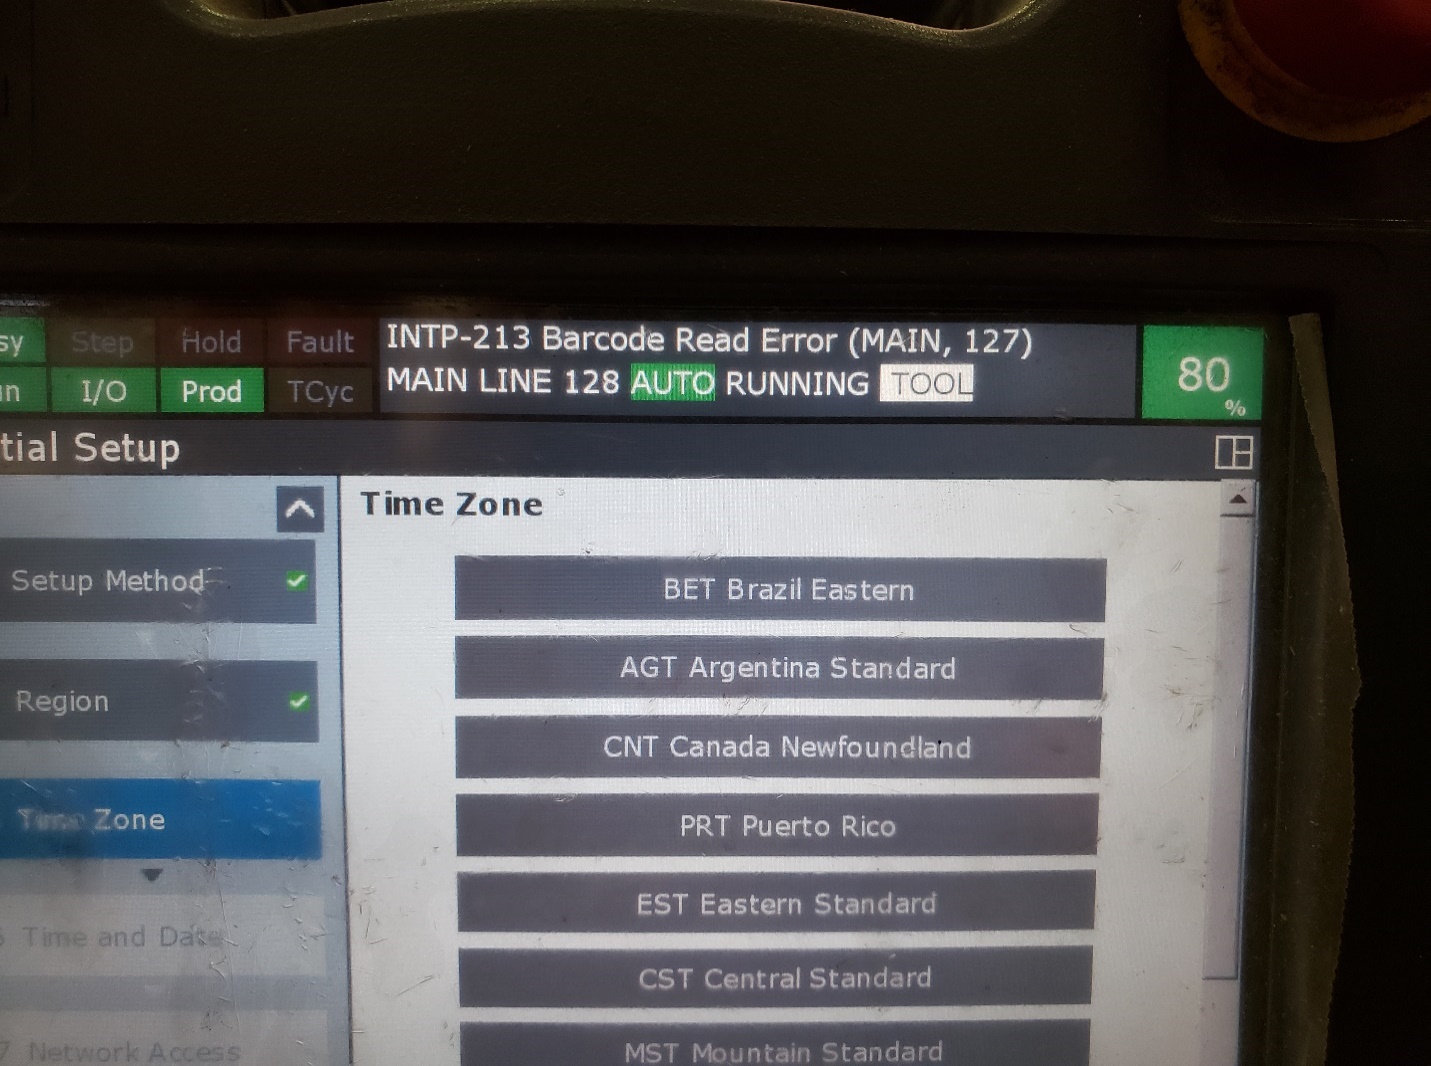 sy Step Hold Fault
un I/O Prod TCyc
INTP-213 Barcode Read Error (MAIN, 127)
MAIN LINE 128 AUTO RUNNING TOOL
80
%
tial Setup
Setup Method
Region
Time Zone
Time and Date
7 Network Access
Time Zone
BET Brazil Eastern
AGT Argentina Standard
CNT Canada Newfoundland
PRT Puerto Rico
EST Eastern Standard
CST Central Standard
MST Mountain Standard